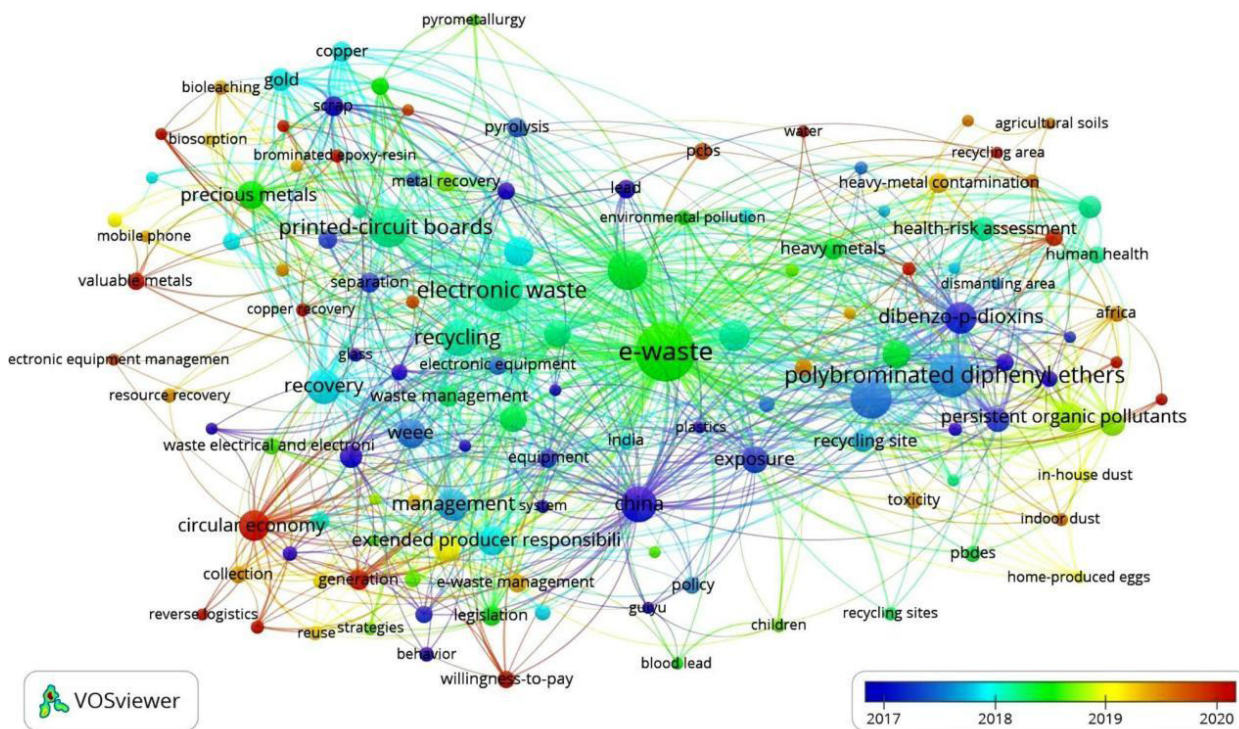 pyrometallurgy
copper
gold
bioleaching
scrap
pyrolysis
water
agricultural soils
biosorption
brominated epoxy-resin
pcbs
recycling area
metal recovery
lead
heavy-metal contamination
precious metals
environmental pollution
printed-circuit boards
health-risk assessment
mobile phone
heavy metals
human health
valuable metals
separation
electronic waste
dismantling area
copper recovery
dibenzo-p-dioxins
africa
recycling
e-waste
ectronic equipment managemen
glass
electronic equipment
polybrominated diphenyl ethers
recovery
resource recovery
waste management
persistent organic pollutants
waste electrical and electroni
weee
india
plastics
recycling site
equipment
exposure
in-house dust
management
system
china
toxicity
circular economy
extended producer responsibili
indoor dust
pbdes
collection
generation
e-waste management
policy
home-produced eggs
reverse logistics
reuse
strategies
legislation
guiyu
children
recycling sites
behavior
blood lead
willingness-to-pay
VOSviewer
2017
2018
2019
2020